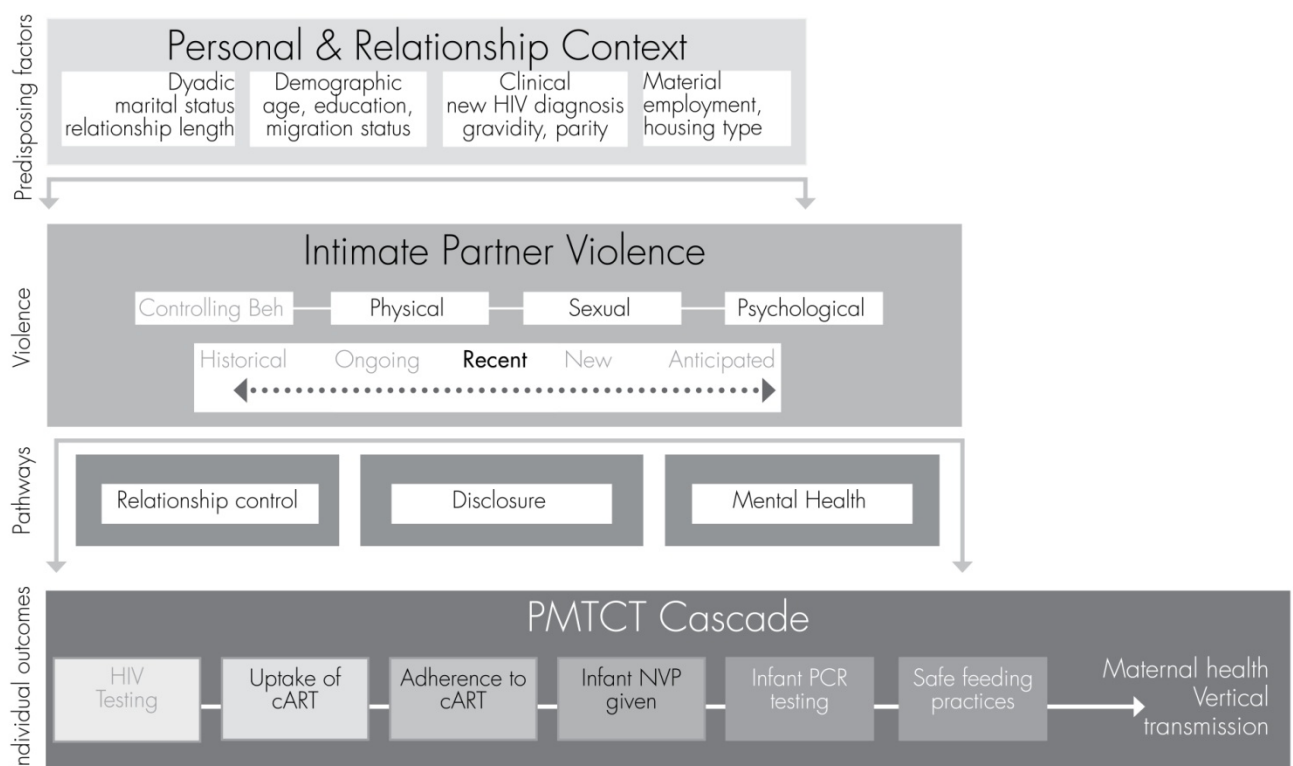 Predisposing factors
Personal & Relationship Context
Dyadic
marital status
relationship length
Demographic
age, education,
migration status
Clinical
new HIV diagnosis
gravidity, parity
Material
employment,
housing type
Violence
Intimate Partner Violence
Controlling Beh
Physical
Sexual
Psychological
Historical
Ongoing
Recent
New
Anticipated
Pathways
Relationship control
Disclosure
Mental Health
Individual outcomes
PMTCT Cascade
HIV
Testing
Uptake of
cART
Adherence to
cART
Infant NVP
given
Infant PCR
testing
Safe feeding
practices
Maternal health
Vertical
transmission